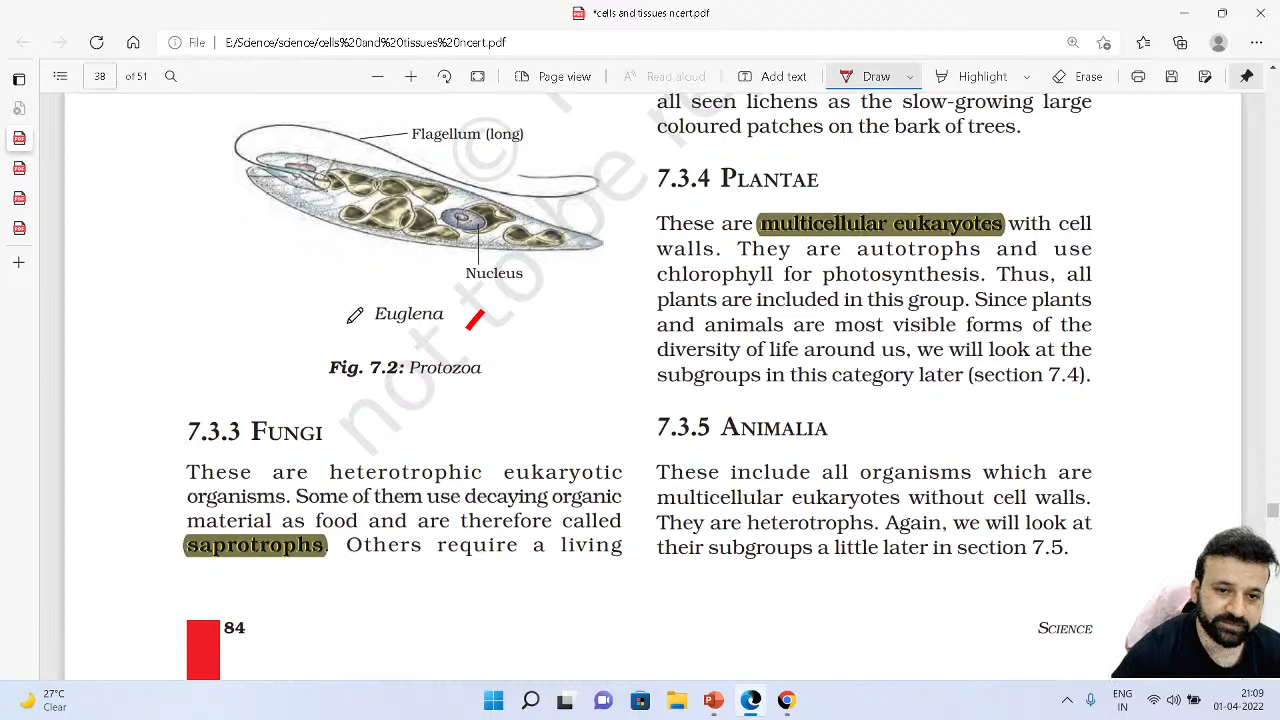 *cells and tissues ncert.pdf
File
E:/Science/science/cells%20and%20tissues%20ncert.pdf
38
Page view
Read aloud
Add text
Draw
Highlight
Erase
Flagellum (long)
Nucleus
Euglena
Fig. 7.2: Protozoa
7.3.3 FUNGI
These are heterotrophic eukaryotic
organisms. Some of them use decaying organic
material as food and are therefore called
saprotrophs. Others require a living
84
all seen lichens as the slow-growing large
coloured patches on the bark of trees.
7.3.4 PLANTAE
These are multicellular eukaryotes with cell
walls. They are autotrophs and use
chlorophyll for photosynthesis. Thus, all
plants are included in this group. Since plants
and animals are most visible forms of the
diversity of life around us, we will look at the
subgroups in this category later (section 7.4).
7.3.5 ANIMALIA
These include all organisms which are
multicellular eukaryotes without cell walls.
They are heterotrophs. Again, we will look at
their subgroups a little later in section 7.5.
SCIENCE
©
not to be re
27°C
Clear
ENG
IN
21:09
01-04-2022